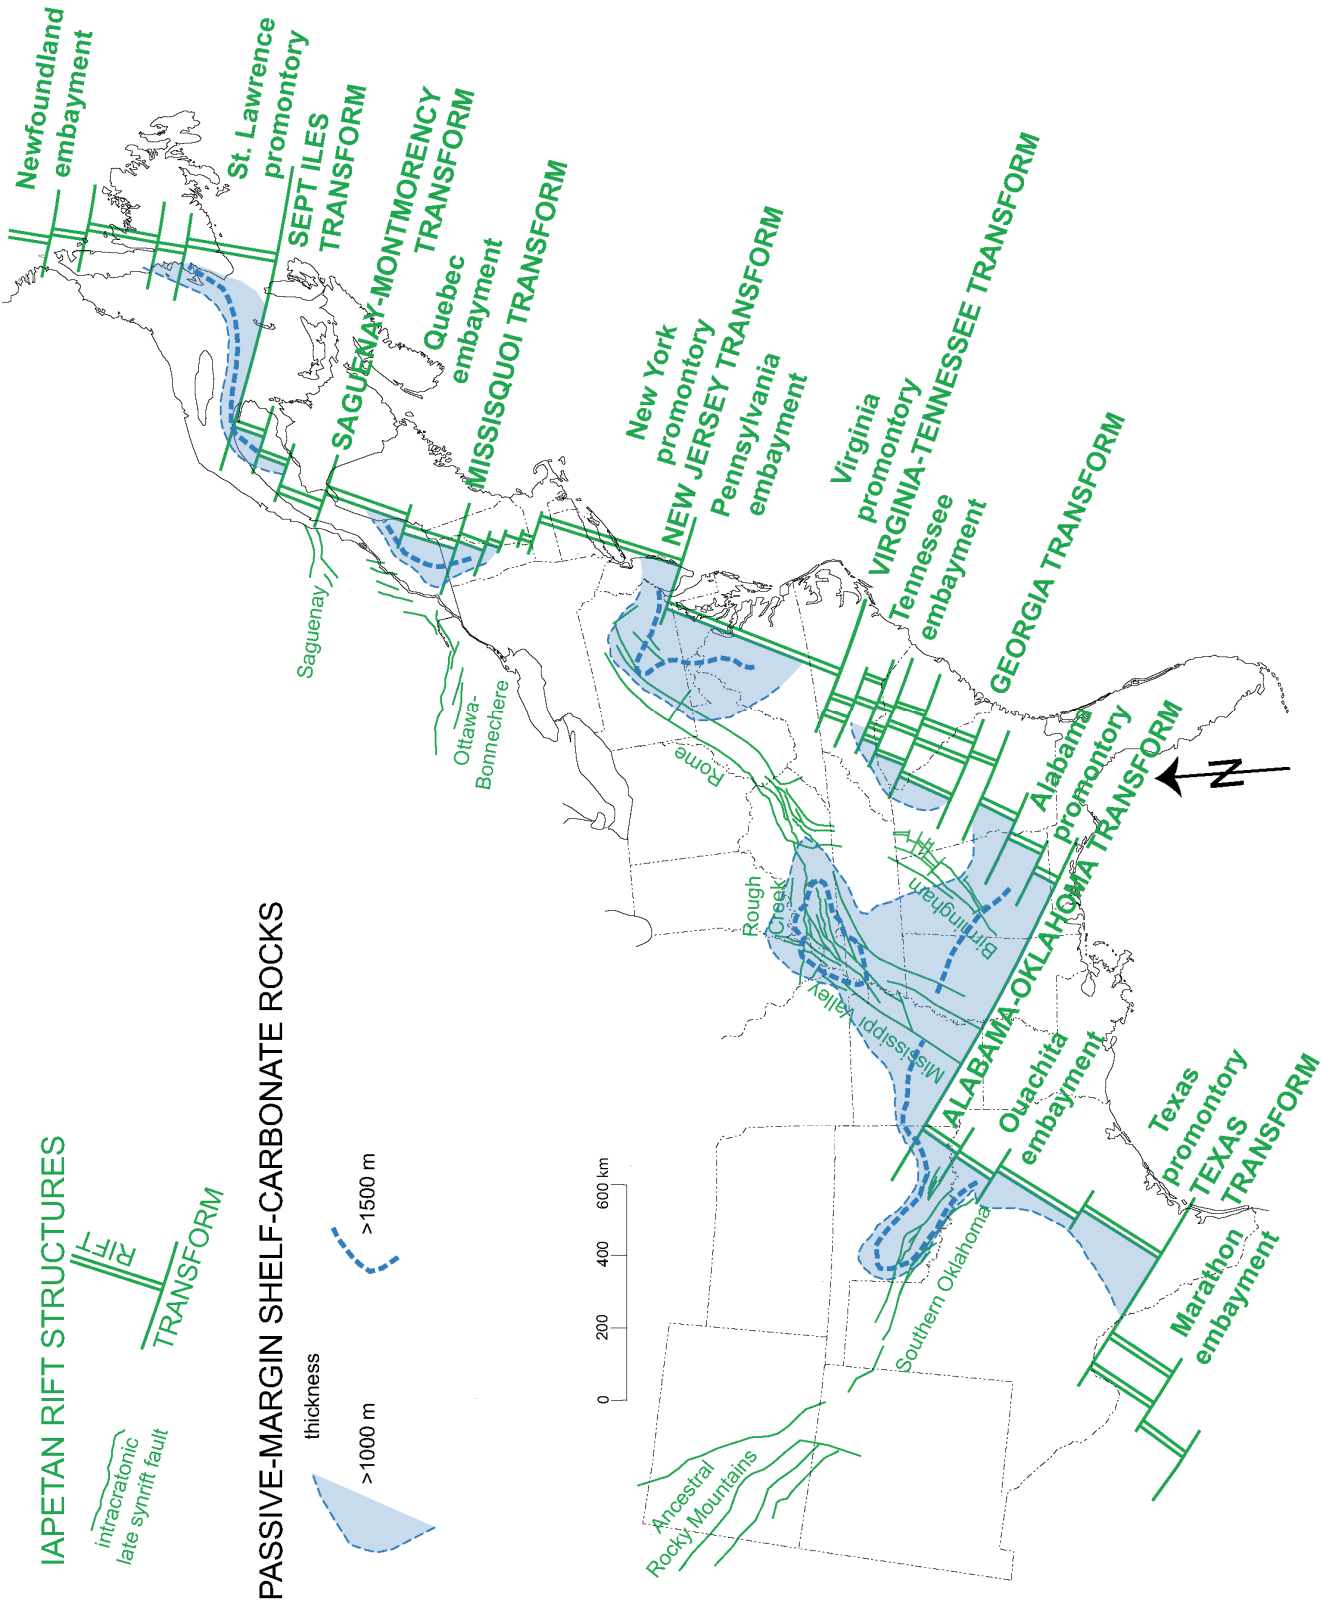 IAPETAN RIFT STRUCTURES
intracratonic
late synrift fault
RIFT
TRANSFORM
PASSIVE-MARGIN SHELF-CARBONATE ROCKS
thickness
>1000 m
>1500 m
0
200
400
600 km
Newfoundland
embayment
St. Lawrence
promontory
SEPT ILES
TRANSFORM
SAGUENAY-MONTMORENCY
TRANSFORM
Quebec
embayment
MISSISQUOI TRANSFORM
New York
promontory
NEW JERSEY TRANSFORM
Pennsylvania
embayment
Virginia
promontory
VIRGINIA-TENNESSEE TRANSFORM
Tennessee
embayment
GEORGIA TRANSFORM
Alabama
promontory
ALABAMA-OKLAHOMA TRANSFORM
Ouachita
embayment
Texas
promontory
TEXAS
TRANSFORM
Marathon
embayment
Saguenay
Ottawa-
Bonnechere
Rome
Rough
Creek
Birmingham
Mississippi Valley
Southern Oklahoma
Ancestral
Rocky Mountains
N